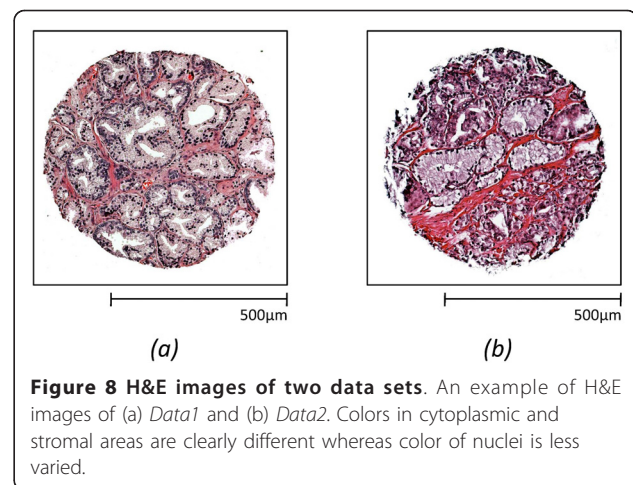 500μm 500μm
(a) (b)
Figure 8 H&E images of two data sets. An example of H&E
images of (a) Data1 and (b) Data2. Colors in cytoplasmic and
stromal areas are clearly different whereas color of nuclei is less
varied.